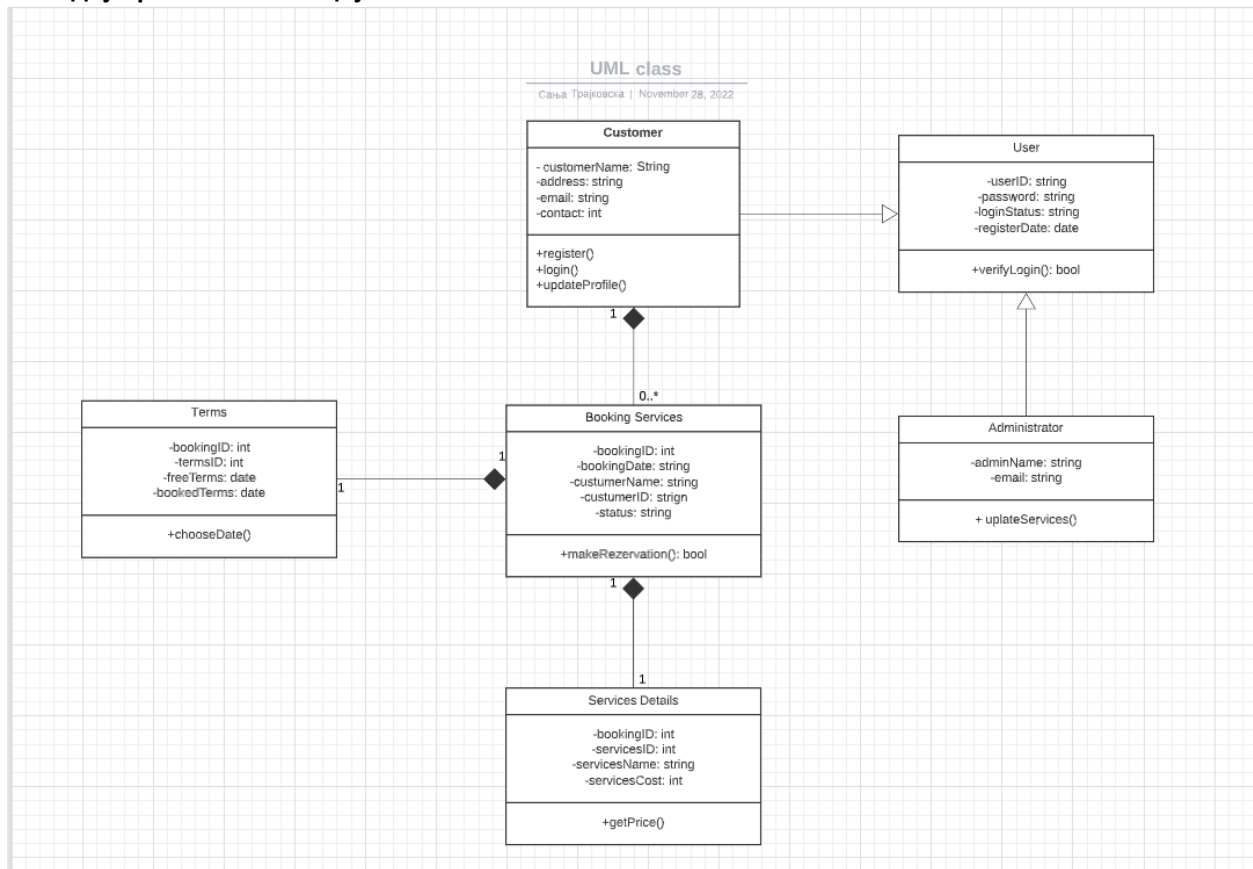 UML class
Сања Трајковска | November 28, 2022
Customer
- customerName: String
-address: string
-email: string
-contact: int
+register()
+login()
+updateProfile()
User
-userID: string
-password: string
-loginStatus: string
-registerDate: date
+verifyLogin(): bool
1
0..*
Terms
-bookingID: int
-termsID: int
-freeTerms: date
-bookedTerms: date
+chooseDate()
1
1
Booking Services
-bookingID: int
-bookingDate: string
-custumerName: string
-custumerID: strign
-status: string
+makeRezervation(): bool
Administrator
-adminName: string
-email: string
+ uplateServices()
1
1
Services Details
-bookingID: int
-servicesID: int
-servicesName: string
-servicesCost: int
+getPrice()